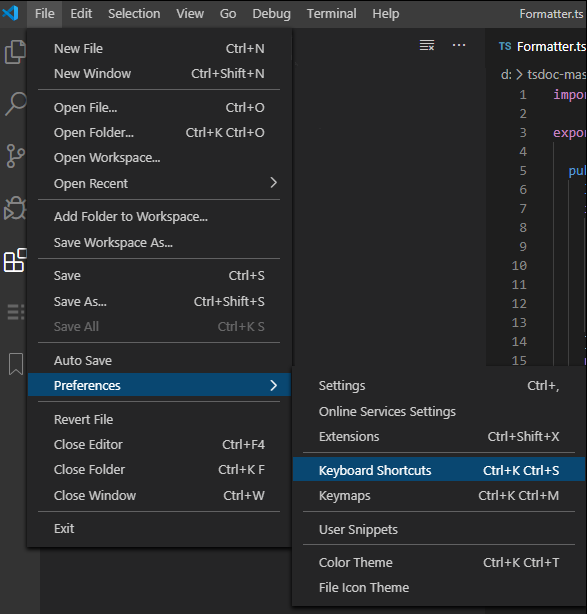 File Edit Selection View Go Debug Terminal Help Formatter.ts
New File Ctrl+N
New Window Ctrl+Shift+N
Open File... Ctrl+O
Open Folder... Ctrl+K Ctrl+O
Open Workspace...
Open Recent
Add Folder to Workspace...
Save Workspace As...
Save Ctrl+S
Save As... Ctrl+Shift+S
Save All Ctrl+K S
Auto Save
Preferences
Revert File
Close Editor Ctrl+F4
Close Folder Ctrl+K F
Close Window Ctrl+W
Exit
Settings Ctrl+,
Online Services Settings
Extensions Ctrl+Shift+X
Keyboard Shortcuts Ctrl+K Ctrl+S
Keymaps Ctrl+K Ctrl+M
User Snippets
Color Theme Ctrl+K Ctrl+T
File Icon Theme
TS Formatter.ts
d: > tsdoc-mas
1 impor
2
3 expor
4
5 pu
6
7
8
9
10
11
12
13
14
15